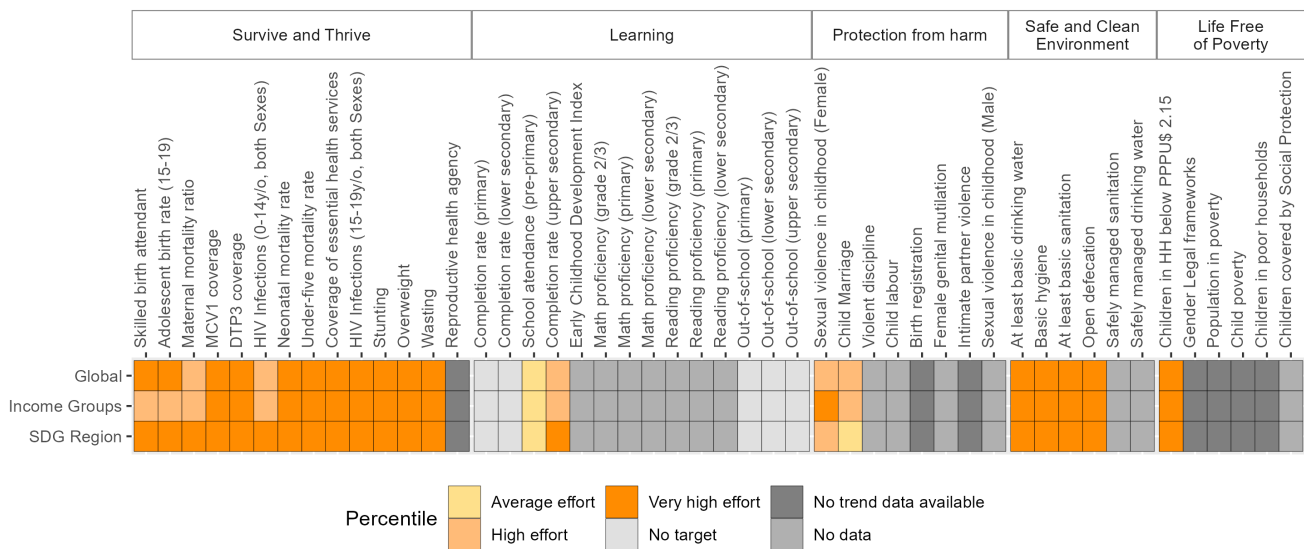 Survive and Thrive
Learning
Protection from harm
Safe and Clean
Environment
Life Free
of Poverty
Skilled birth attendant
Adolescent birth rate (15-19)
Maternal mortality ratio
MCV1 coverage
DTP3 coverage
HIV Infections (0-14y/o, both Sexes)
Neonatal mortality rate
Under-five mortality rate
Coverage of essential health services
HIV Infections (15-19y/o, both Sexes)
Stunting
Overweight
Wasting
Reproductive health agency
Completion rate (primary)
Completion rate (lower secondary)
School atendance (pre-primary)
Completion rate (upper secondary)
Early Childhood Development Index
Math proficiency (grade 2/3)
Math proficiency (primary)
Math proficiency (lower secondary)
Reading proficiency (grade 2/3)
Reading proficiency (primary)
Reading proficiency (lower secondary)
Out-of-school (primary)
Out-of-school (lower secondary)
Out-of-school (upper secondary)
Sexual violence in childhood (Female)
Child Marriage
Violent discipline
Child labour
Birth registration
Female genital mutilation
Intimate partner violence
Sexual violence in childhood (Male)
At least basic drinking water
Basic hygiene
At least basic sanitation
Open defecation
Safely managed sanitation
Safely managed drinking water
Children in HH below PPPU$ 2.15
Gender Legal frameworks
Population in poverty
Child poverty
Children in poor households
Children covered by Social Protection
Global
Income Groups
SDG Region
Percentile
Average effort
High effort
Very high effort
No target
No trend data available
No data